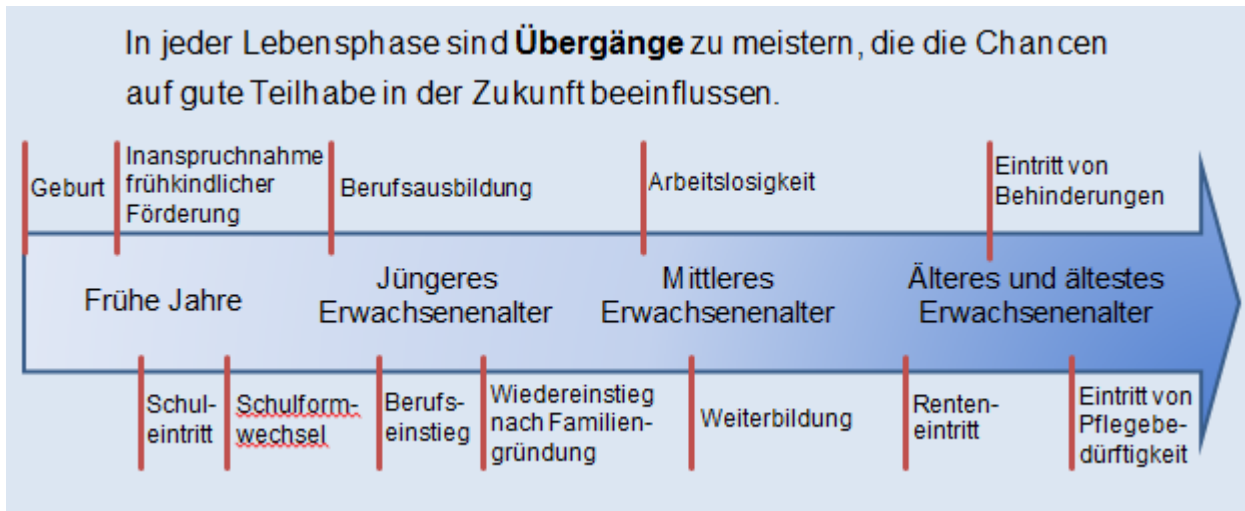 In jeder Lebensphase sind Übergänge zu meistern, die die Chancen
auf gute Teilhabe in der Zukunft beeinflussen.
Geburt
Inanspruchnahme
frühkindlicher
Förderung
Berufsausbildung
Arbeitslosigkeit
Eintritt von
Behinderungen
Frühe Jahre
Jüngeres
Erwachsenenalter
Mittleres
Erwachsenenalter
Älteres und ältestes
Erwachsenenalter
Schul-
eintritt
Schulform-
wechsel
Berufs-
einstieg
Wiedereinstieg
nach Familien-
gründung
Weiterbildung
Renten-
eintritt
Eintritt von
Pflegebe-
dürftigkeit